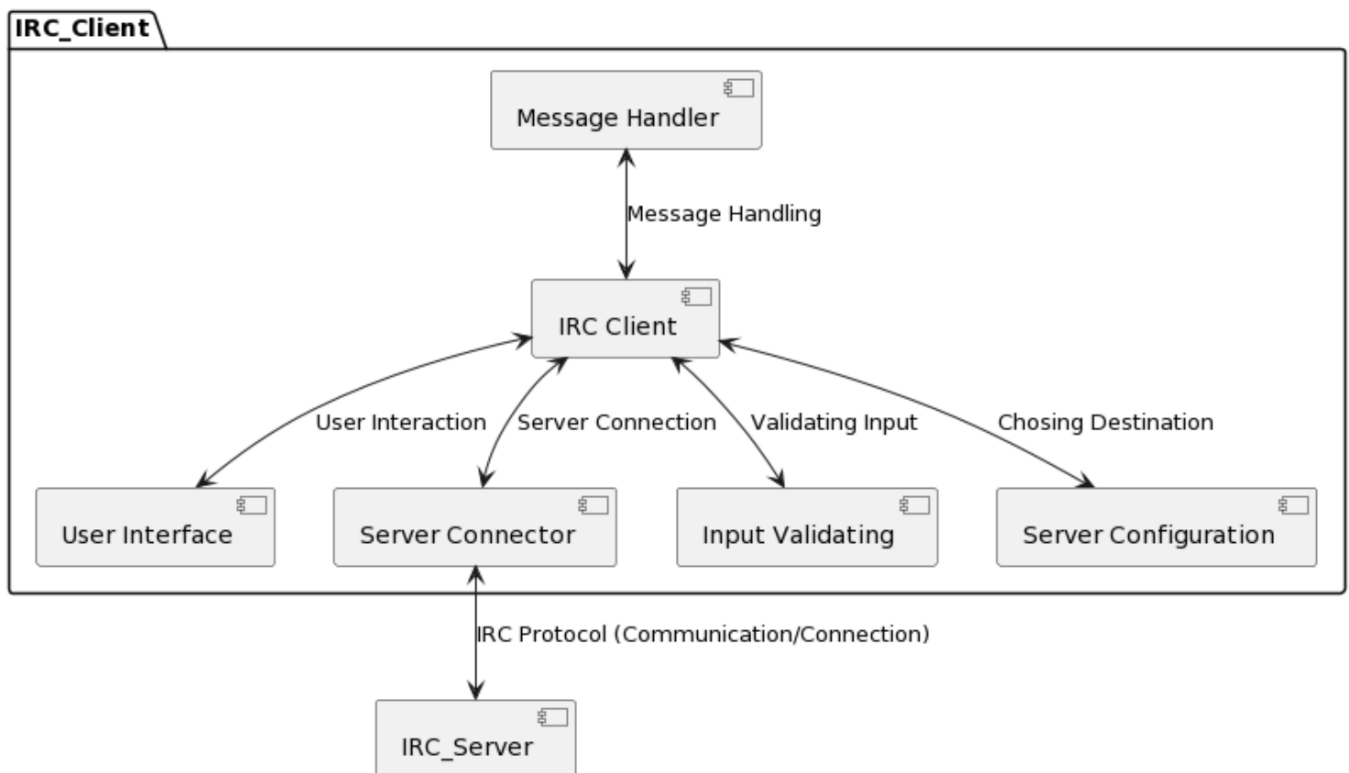 IRC_Client
Message Handler
Message Handling
IRC Client
User Interaction
Server Connection
Validating Input
Chosing Destination
User Interface
Server Connector
Input Validating
Server Configuration
IRC Protocol (Communication/Connection)
IRC_Server